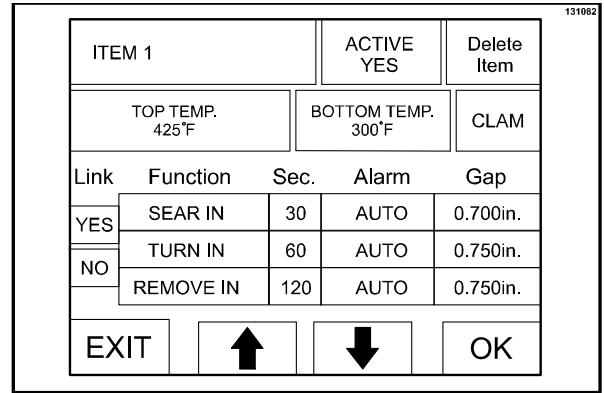 131082
ITEM 1
ACTIVE
YES
Delete
Item
TOP TEMP.
425°F
BOTTOM TEMP.
300°F
CLAM
Link Function Sec. Alarm Gap
YES
SEAR IN 30 AUTO 0.700in.
TURN IN 60 AUTO 0.750in.
NO
REMOVE IN 120 AUTO 0.750in.
EXIT
OK